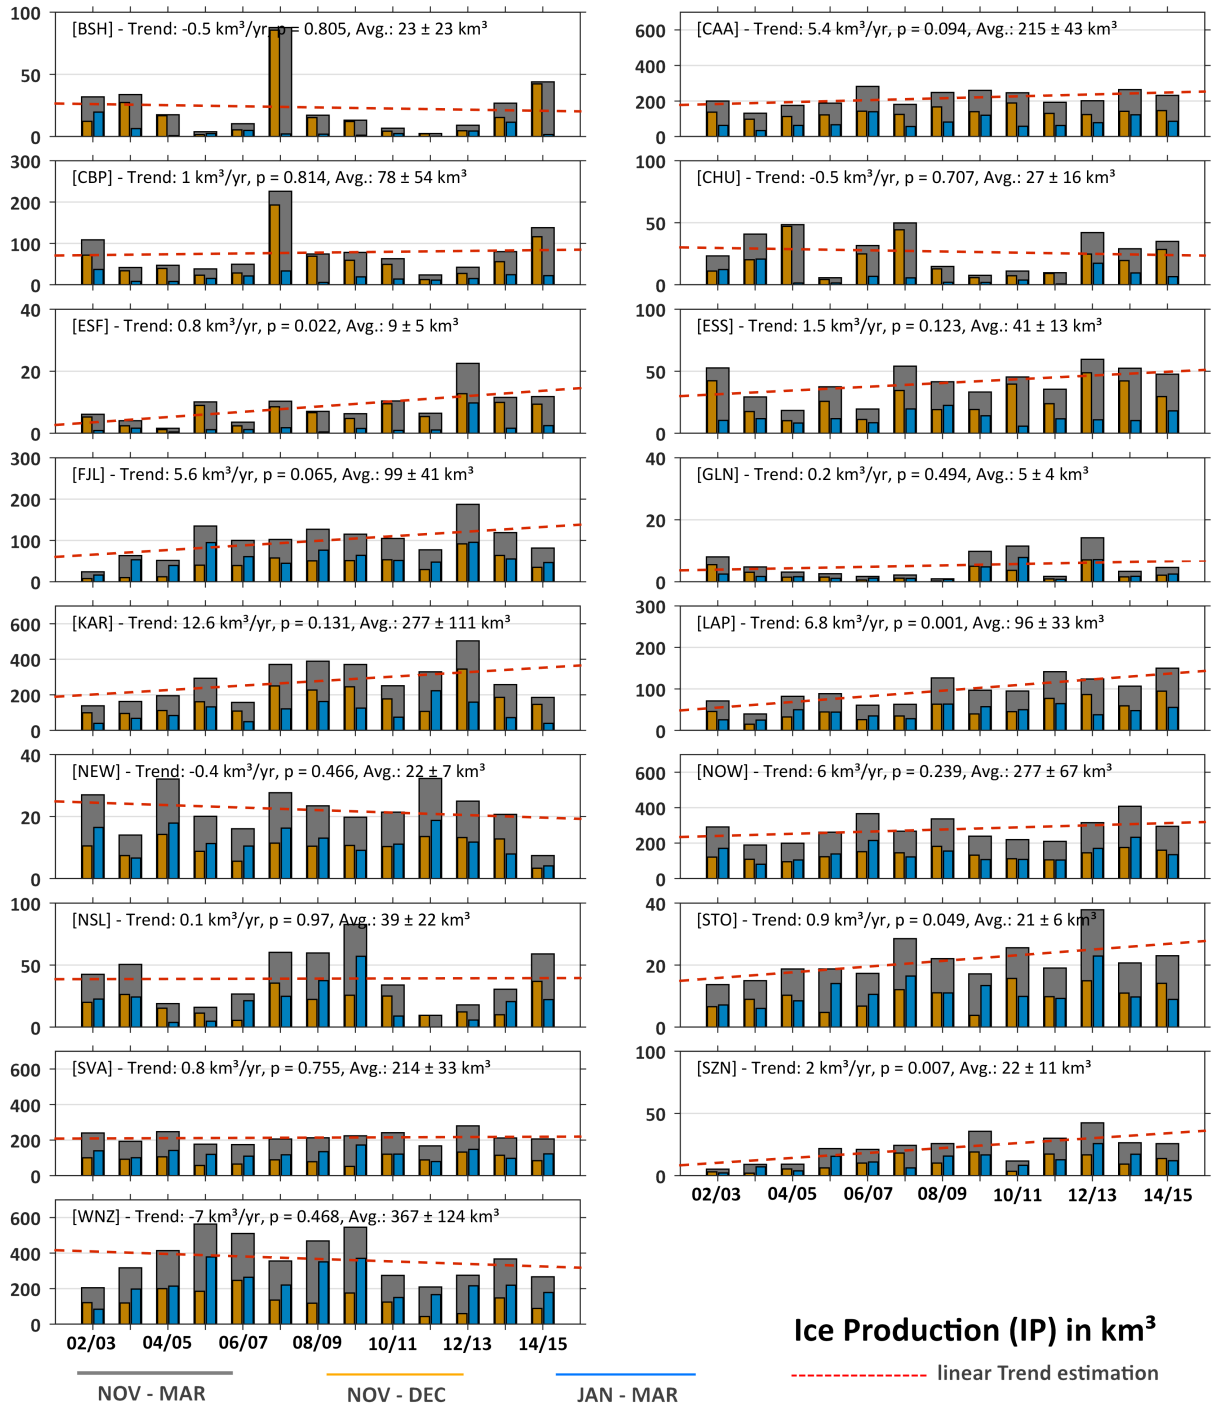 [BSH] - Trend: -0.5 km³/yr, p = 0.805, Avg.: 23 ± 23 km³
100
50
0
[CAA] - Trend: 5.4 km³/yr, p = 0.094, Avg.: 215 ± 43 km³
600
400
200
0
[CBP] - Trend: 1 km³/yr, p = 0.814, Avg.: 78 ± 54 km³
300
200
100
0
[CHU] - Trend: -0.5 km³/yr, p = 0.707, Avg.: 27 ± 16 km³
100
50
0
[ESF] - Trend: 0.8 km³/yr, p = 0.022, Avg.: 9 ± 5 km³
40
20
0
[ESS] - Trend: 1.5 km³/yr, p = 0.123, Avg.: 41 ± 13 km³
100
50
0
[FJL] - Trend: 5.6 km³/yr, p = 0.065, Avg.: 99 ± 41 km³
300
200
100
0
[GLN] - Trend: 0.2 km³/yr, p = 0.494, Avg.: 5 ± 4 km³
40
20
0
[KAR] - Trend: 12.6 km³/yr, p = 0.131, Avg.: 277 ± 111 km³
600
400
200
0
[LAP] - Trend: 6.8 km³/yr, p = 0.001, Avg.: 96 ± 33 km³
300
200
100
0
[NEW] - Trend: -0.4 km³/yr, p = 0.466, Avg.: 22 ± 7 km³
40
20
0
[NOW] - Trend: 6 km³/yr, p = 0.239, Avg.: 277 ± 67 km³
600
400
200
0
[NSL] - Trend: 0.1 km³/yr, p = 0.97, Avg.: 39 ± 22 km³
100
50
0
[STO] - Trend: 0.9 km³/yr, p = 0.049, Avg.: 21 ± 6 km³
40
20
0
[SVA] - Trend: 0.8 km³/yr, p = 0.755, Avg.: 214 ± 33 km³
600
400
200
0
[SZN] - Trend: 2 km³/yr, p = 0.007, Avg.: 22 ± 11 km³
100
50
0
02/03 04/05 06/07 08/09 10/11 12/13 14/15
[WNZ] - Trend: -7 km³/yr, p = 0.468, Avg.: 367 ± 124 km³
600
400
200
0
02/03 04/05 06/07 08/09 10/11 12/13 14/15
Ice Production (IP) in km³
NOV - MAR
NOV - DEC
JAN - MAR
linear Trend estimation